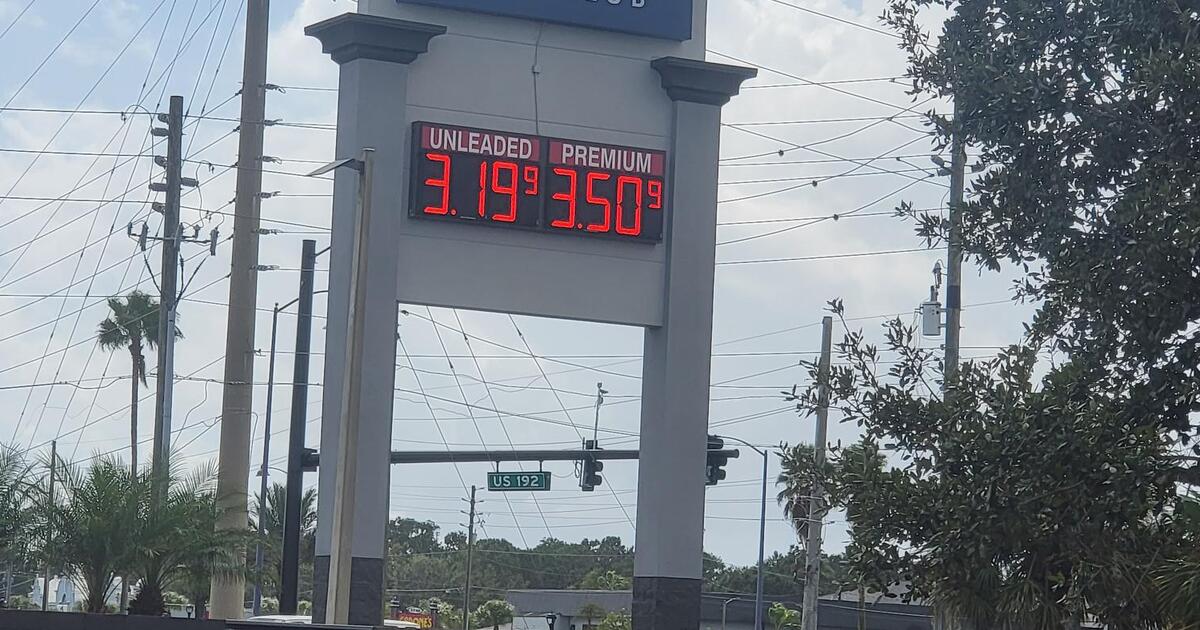 UNLEADED PREMIUM
3.19 9 3.50 9
US 192